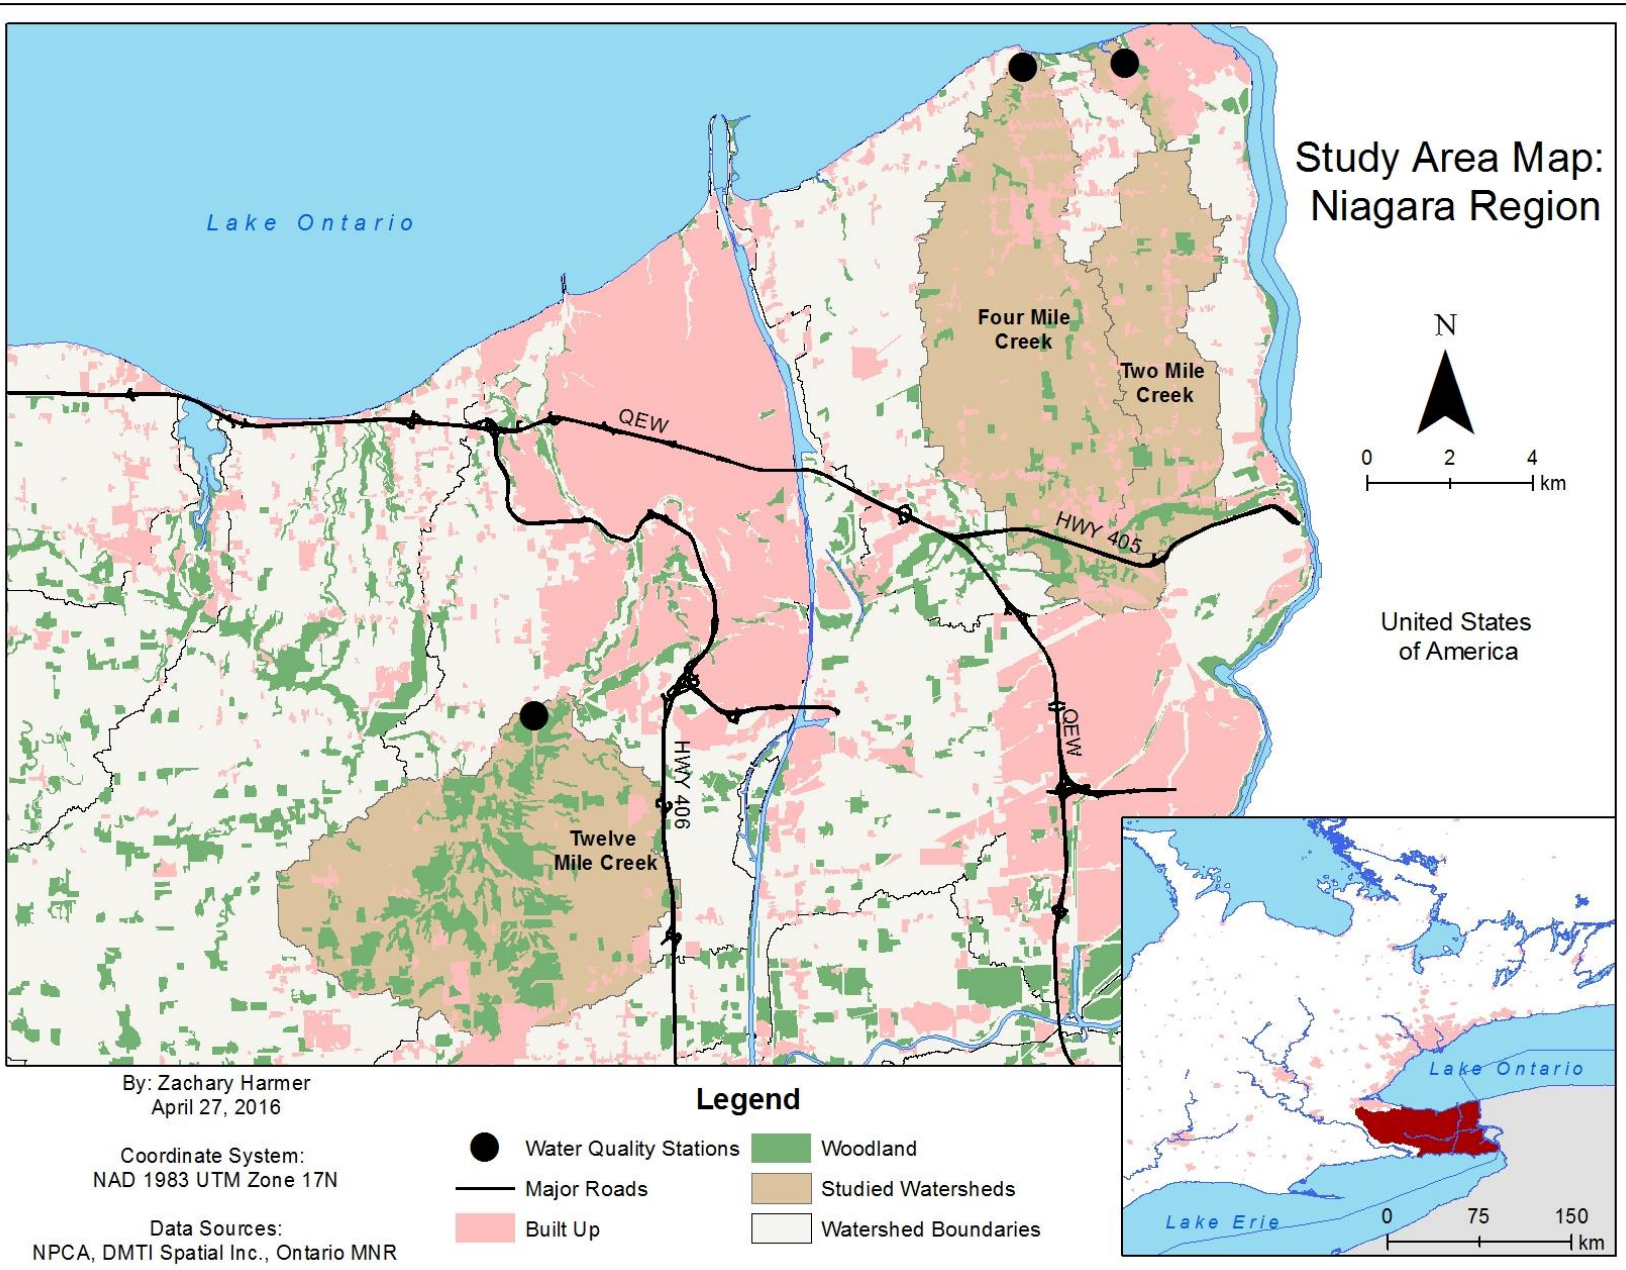 Study Area Map:
Niagara Region
Lake Ontario
N
0 2 4
km
Four Mile
Creek
Two Mile
Creek
QEW
HWY 405
United States
of America
QEW
HWY 406
Twelve
Mile Creek
Lake Ontario
Lake Erie
0 75 150
km
By: Zachary Harmer
April 27, 2016
Coordinate System:
NAD 1983 UTM Zone 17N
Data Sources:
NPCA, DMTI Spatial Inc., Ontario MNR
Legend
Water Quality Stations
Major Roads
Built Up
Woodland
Studied Watersheds
Watershed Boundaries